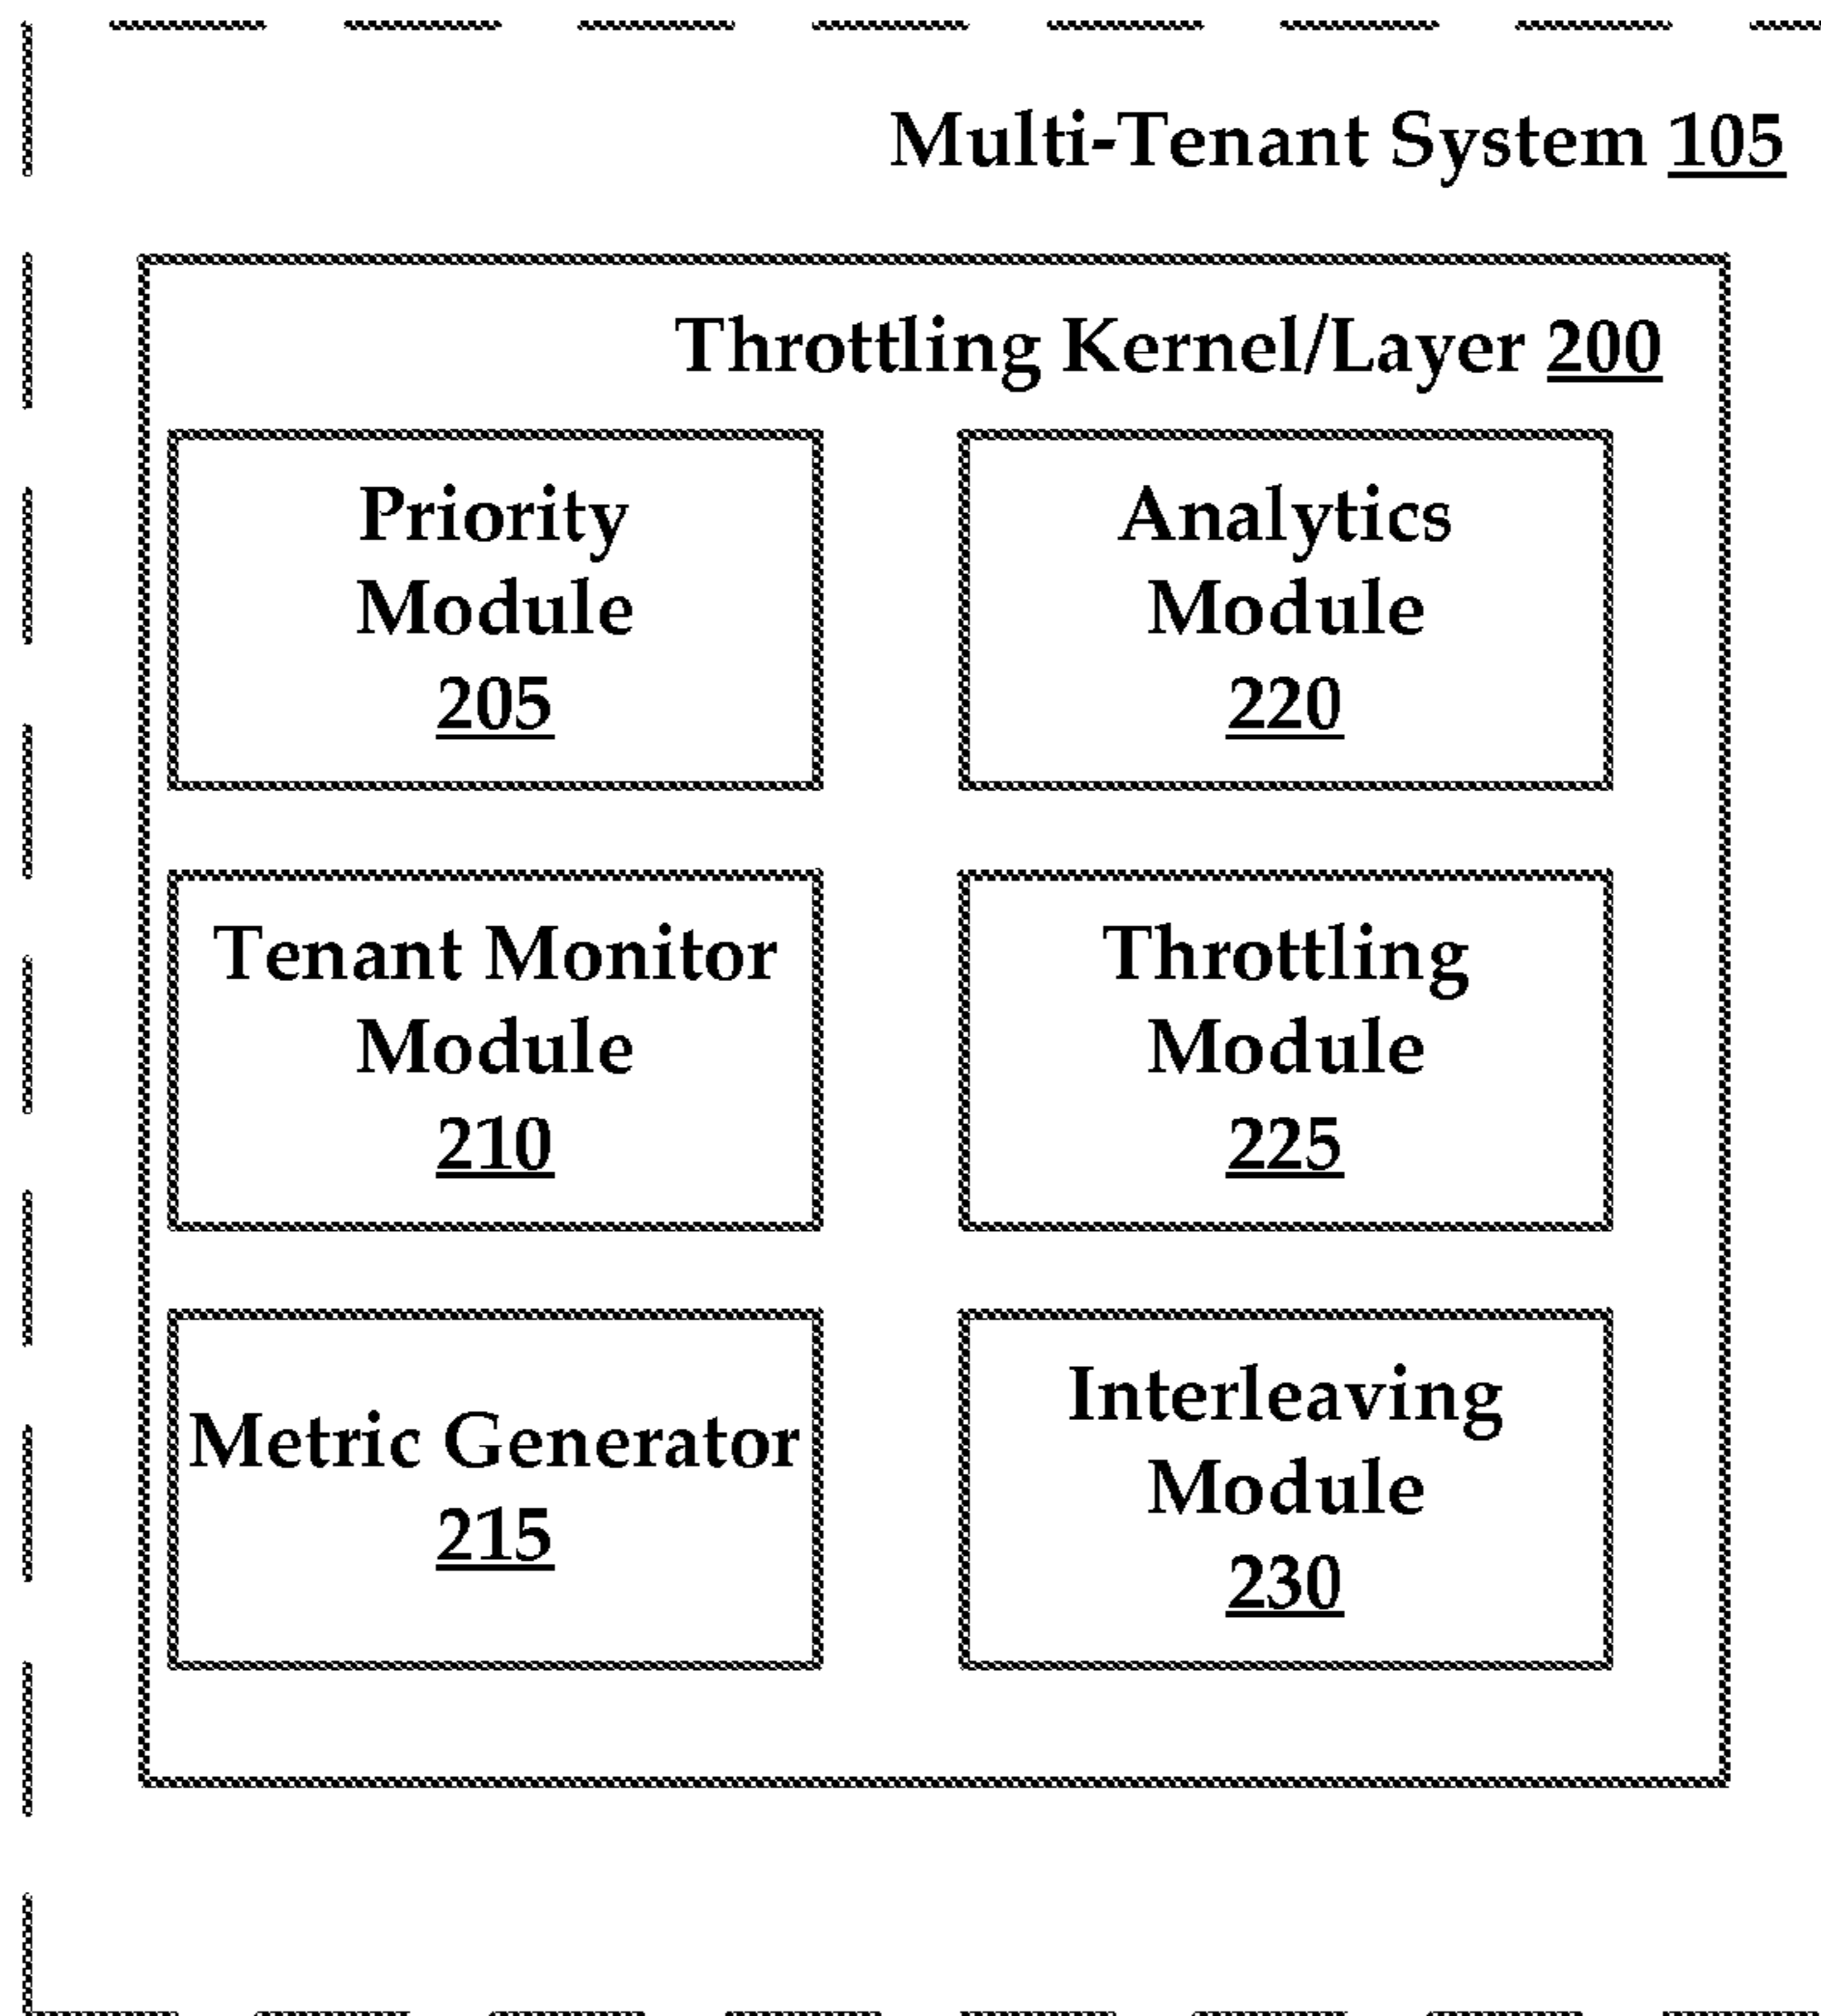 Multi-Tenant System 105
Throttling Kernel/Layer 200
Priority
Module
205
Analytics
Module
220
Tenant Monitor
Module
210
Throttling
Module
225
Metric Generator
215
Interleaving
Module
230